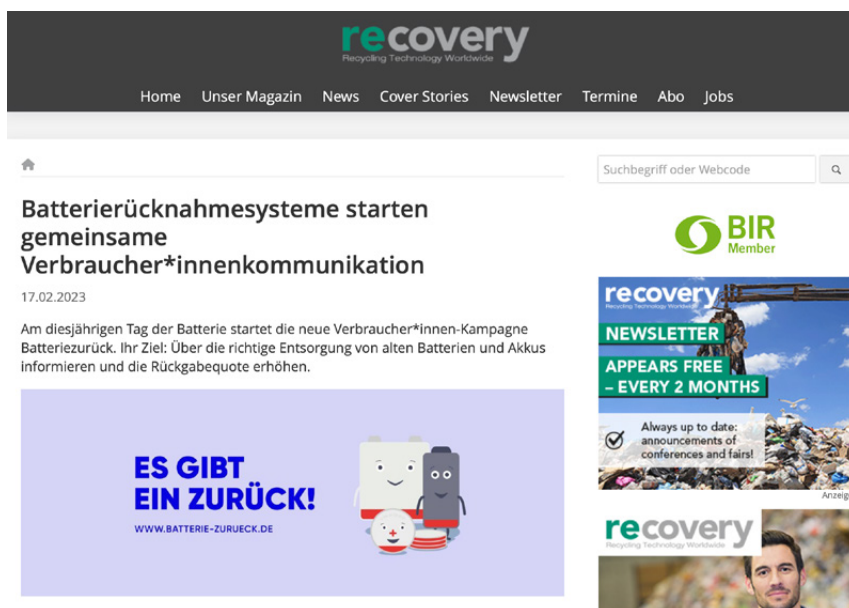 recovery
Recycling Technology Worldwide
Home Unser Magazin News Cover Stories Newsletter Termine Abo Jobs
Suchbegriff oder Webcode
Batterierücknahmesysteme starten
gemeinsame
Verbraucher*innenkommunikation
17.02.2023
Am diesjährigen Tag der Batterie startet die neue Verbraucher*innen-Kampagne
Batteriezurück. Ihr Ziel: Über die richtige Entsorgung von alten Batterien und Akkus
informieren und die Rückgabequote erhöhen.
ES GIBT
EIN ZURÜCK!
WWW.BATTERIE-ZURUECK.DE
BIR
Member
recovery
Recycling Technology Worldwide
NEWSLETTER
APPEARS FREE
– EVERY 2 MONTHS
Always up to date:
announcements of
conferences and fairs!
Anzeige
recovery
Recycling Technology Worldwide